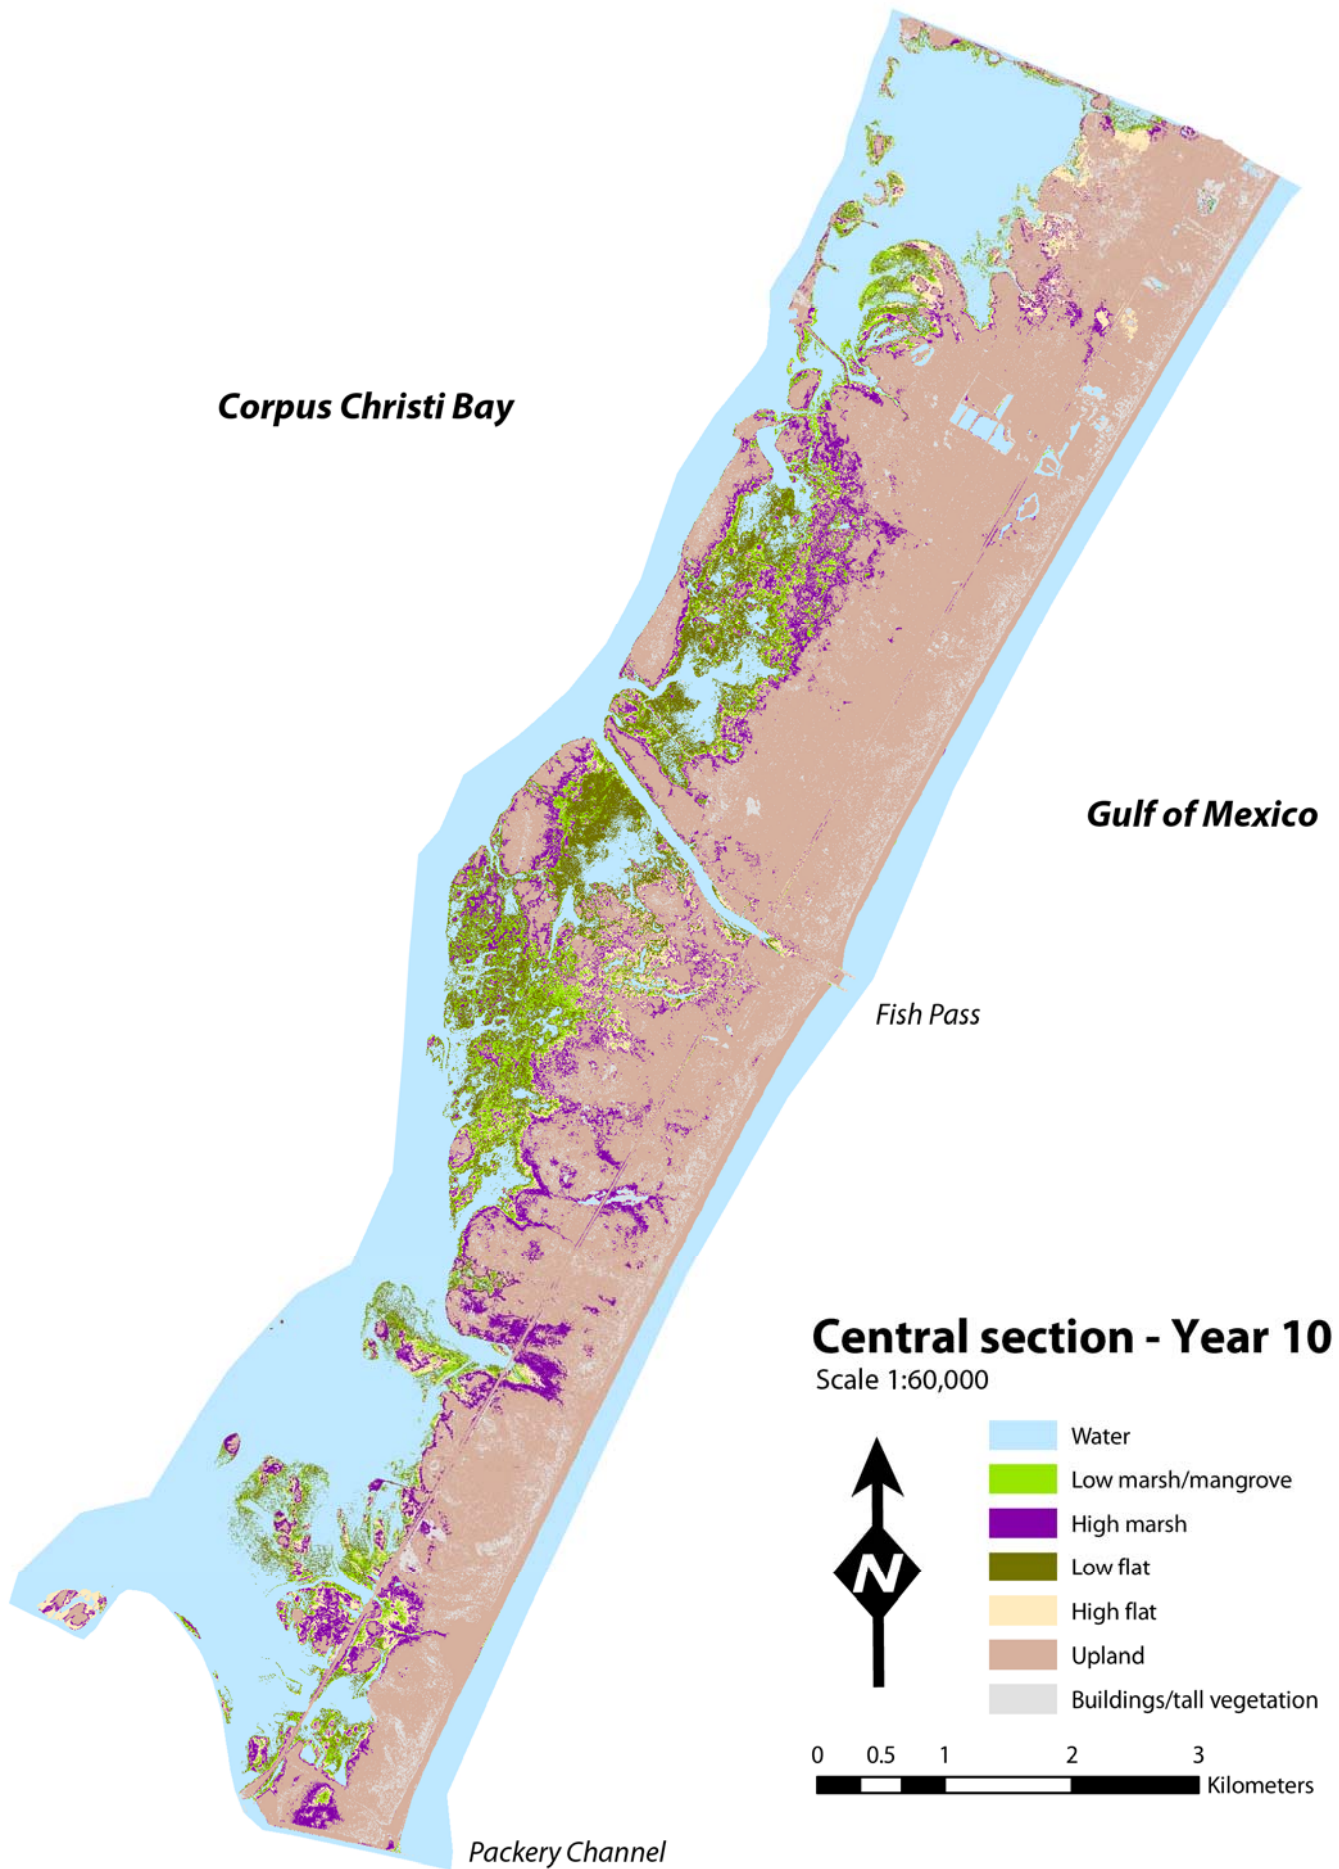 Corpus Christi Bay
Gulf of Mexico
Fish Pass
Central section - Year 10
Scale 1:60,000
N
Water
Low marsh/mangrove
High marsh
Low flat
High flat
Upland
Buildings/tall vegetation
0 0.5 1 2 3
Kilometers
Packery Channel